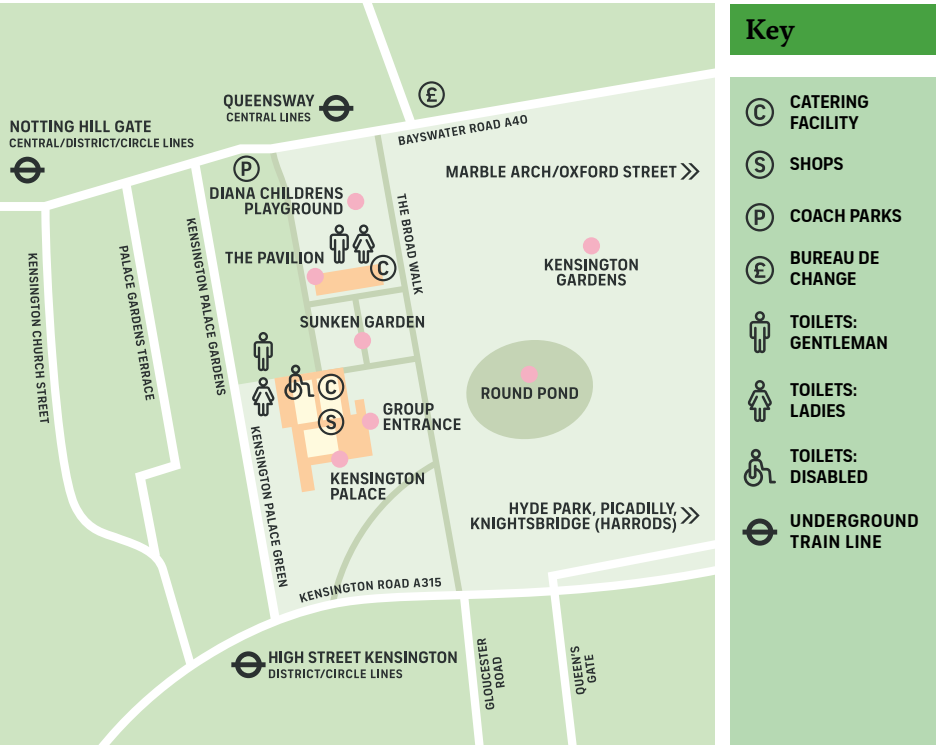 Key
C CATERING
FACILITY
S SHOPS
P COACH PARKS
£ BUREAU DE
CHANGE
TOILETS:
GENTLEMAN
TOILETS:
LADIES
TOILETS:
DISABLED
UNDERGROUND
TRAIN LINE
£
QUEENSWAY
CENTRAL LINES
NOTTING HILL GATE
CENTRAL/DISTRICT/CIRCLE LINES
BAYSWATER ROAD A40
P
MARBLE ARCH/OXFORD STREET
DIANA CHILDRENS
PLAYGROUND
THE BROAD WALK
KENSINGTON CHURCH STREET
PALACE GARDENS TERRACE
KENSINGTON PALACE GARDENS
THE PAVILION
C
KENSINGTON
GARDENS
SUNKEN GARDEN
C
S
ROUND POND
GROUP
ENTRANCE
KENSINGTON PALACE GREEN
KENSINGTON
PALACE
HYDE PARK, PICADILLY,
KNIGHTSBRIDGE (HARRODS)
KENSINGTON ROAD A315
HIGH STREET KENSINGTON
DISTRICT/CIRCLE LINES
GLOUCESTER
ROAD
QUEEN'S
GATE